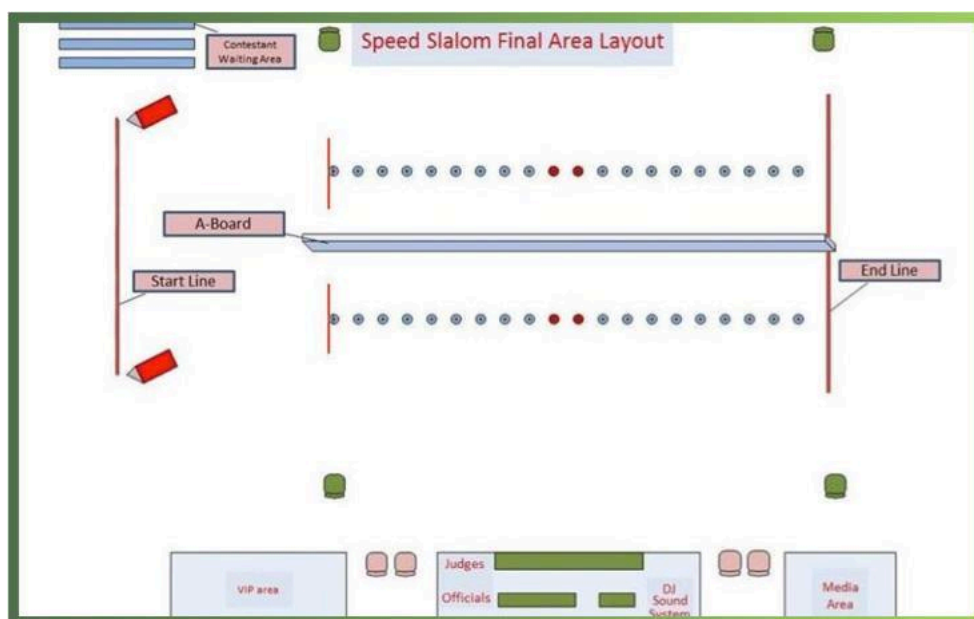 Contestant
Waiting Area
Speed Slalom Final Area Layout
A-Board
Start Line
End Line
VIP area
Judges
Officials
DJ
Sound
System
Media
Area